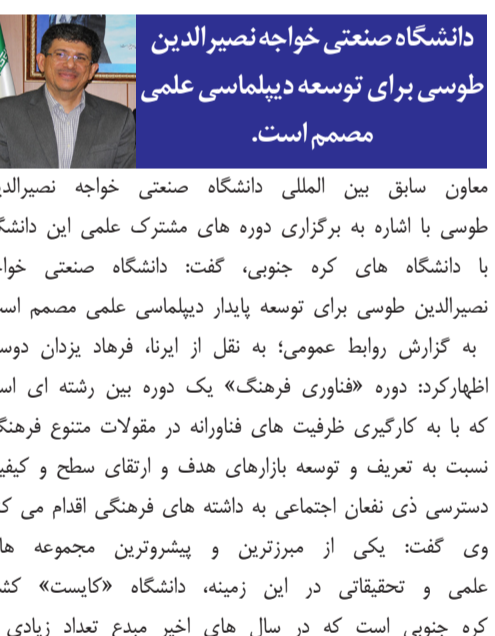 دانشگاه صنعتی خواجه نصیرالدین
طوسی برای توسعه دیپلماسی علمی
مصمم است.
معاون سابق بین المللی دانشگاه صنعتی خواجه
طوسی با اشاره به برگزاری دوره های مشترک علمی این
با دانشگاه های کره جنوبی، گفت: دانشگاه صنعتی
نصیرالدین طوسی برای توسعه پایدار دیپلماسی علمی مصمم
به گزارش روابط عمومی؛ به نقل از ایرنا، فرهاد یزدان
اظهارکرد: دوره «فناوری فرهنگ» یک دوره بین رشته ای
که با به کارگیری ظرفیت های فناورانه در مقولات متنوع
نسبت به تعریف و توسعه بازارهای هدف و ارتقای سطح و
دسترسی ذی نفعان اجتماعی به داشته های فرهنگی اقدام می
وی گفت: یکی از مبرزترین و پیشروترین مجموعه
علمی و تحقیقاتی در این زمینه، دانشگاه «کایست»
کره جنوبی است که در سال های اخیر مبدع تعداد زیادی